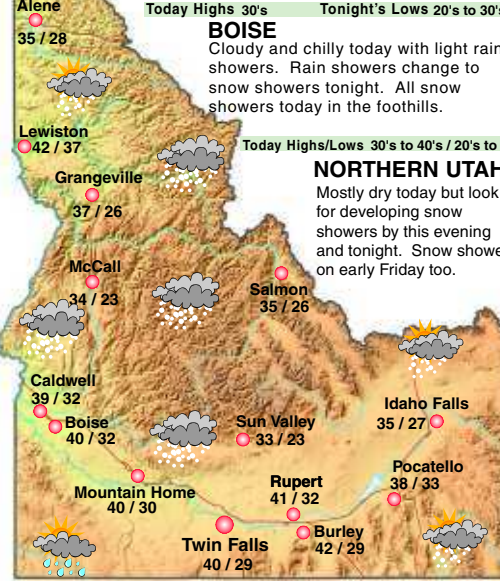 Alene
35 / 28
Today Highs 30's Tonight's Lows 20's to 30's
BOISE
Cloudy and chilly today with light rain
showers. Rain showers change to
snow showers tonight. All snow
showers today in the foothills.
Lewiston
42 / 37
Today Highs/Lows 30's to 40's / 20's to
NORTHERN UTAH
Mostly dry today but look
for developing snow
showers by this evening
and tonight. Snow showe
on early Friday too.
Grangeville
37 / 26
McCall
34 / 23
Salmon
35 / 26
Caldwell
39 / 32
Boise
40 / 32
Sun Valley
33 / 23
Idaho Falls
35 / 27
Mountain Home
40 / 30
Rupert
41 / 32
Pocatello
38 / 33
Twin Falls
40 / 29
Burley
42 / 29